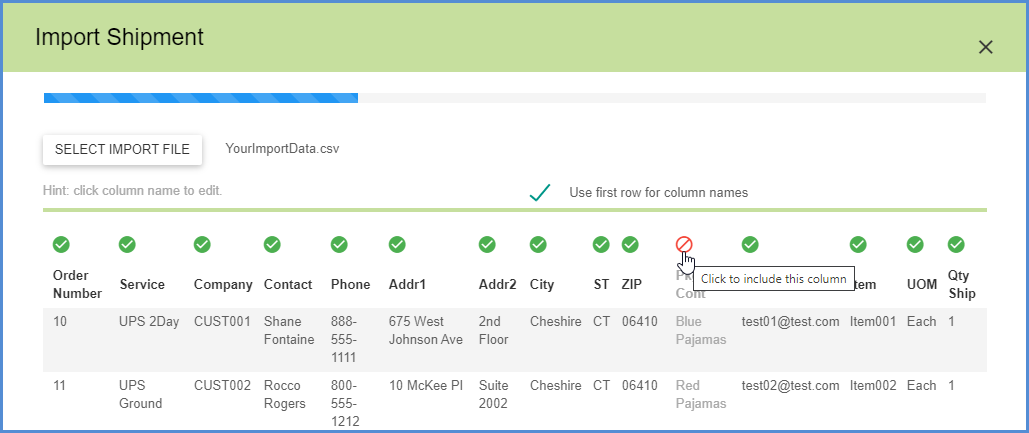 Import Shipment
SELECT IMPORT FILE YourImportData.csv
Hint: click column name to edit.
Use first row for column names
Click to include this column
Order Number Service Company Contact Phone Addr1 Addr2 City ST ZIP Cont UOM Qty Ship
10 UPS 2Day CUST001 Shane Fontaine 888-555-1111 675 West Johnson Ave 2nd Floor Cheshire CT 06410 Blue Pajamas test01@test.com Item001 Each 1
11 UPS Ground CUST002 Rocco Rogers 800-555-1212 10 McKee Pl Suite 2002 Cheshire CT 06410 Red Pajamas test02@test.com Item002 Each 1